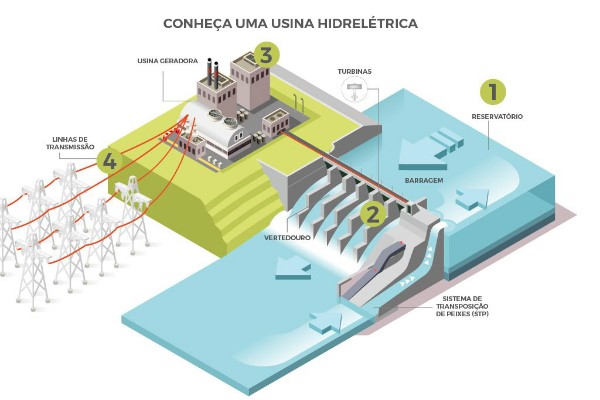 CONHEÇA UMA USINA HIDRELÉTRICA
3
USINA GERADORA
TURBINAS
1
RESERVATÓRIO
LINHAS DE
TRANSMISSÃO
4
BARRAGEM
2
VERTEDOURO
SISTEMA DE
TRANSPOSIÇÃO
DE PEIXES (STP)